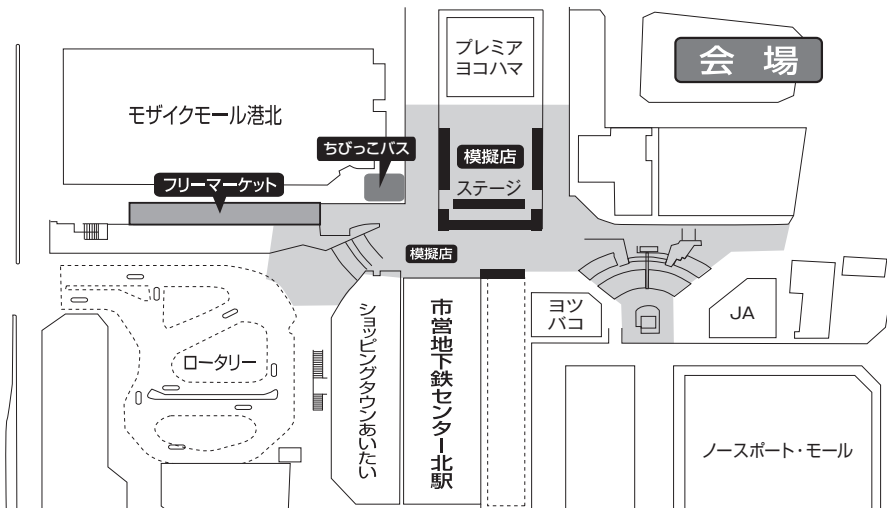 会場
プレミア
ヨコハマ
モザイクモール港北
ちびっこバス
模擬店
フリーマーケット
ステージ
模擬店
ショッピングタウンあいたい
市営地下鉄センター北駅
ヨツ
バコ
JA
ロータリー
ノースポート・モール